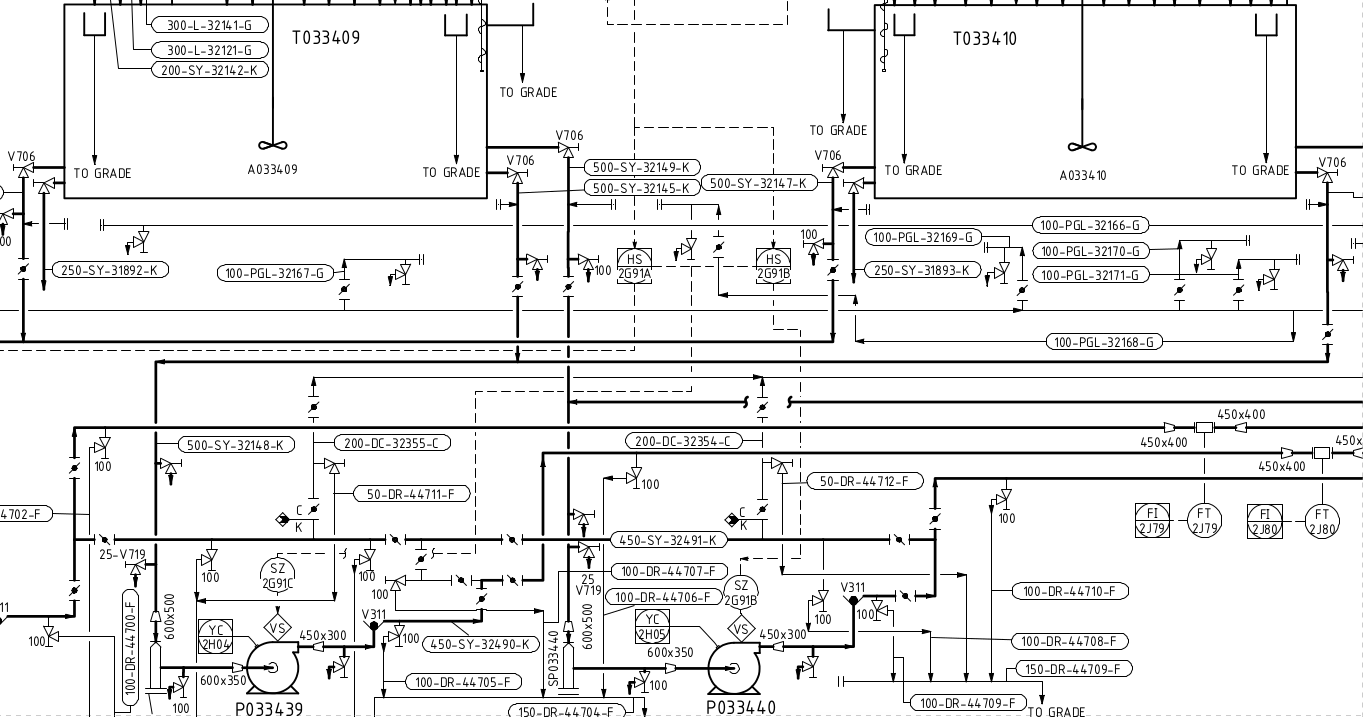 300-L-32141-G
300-L-32121-G
200-SY-32142-K
T033409
T033410
TO GRADE
TO GRADE
V706
V706
V706
V706
V706
TO GRADE
A033409
TO GRADE
TO GRADE
A033410
TO GRADE
500-SY-32149-K
500-SY-32145-K
500-SY-32147-K
100-PGL-32166-G
100-PGL-32169-G
100-PGL-32170-G
100-PGL-32171-G
100
250-SY-31892-K
100-PGL-32167-G
100
HS
2G91A
HS
2G91B
250-SY-31893-K
100-PGL-32168-G
500-SY-32148-K
200-DC-32355-C
200-DC-32354-C
450x400
450x400
450x400
100
100
50-DR-44711-F
50-DR-44712-F
100
4702-F
C
K
C
K
FI
2J79
FT
2J79
FI
2J80
FT
2J80
450-SY-32491-K
25-V719
100
SZ
2G91C
100
100
25
V719
100-DR-44707-F
100-DR-44706-F
SZ
2G91B
100
V311
100-DR-44710-F
311
100
100-DR-44700-F
600x500
YC
2H04
VS
450x300
V311
100
450-SY-32490-K
SP033440
600x500
YC
2H05
VS
450x300
100
100-DR-44708-F
600x350
100
P033439
100-DR-44705-F
150-DR-44704-F
600x350
100
P033440
150-DR-44709-F
100-DR-44709-F
TO GRADE